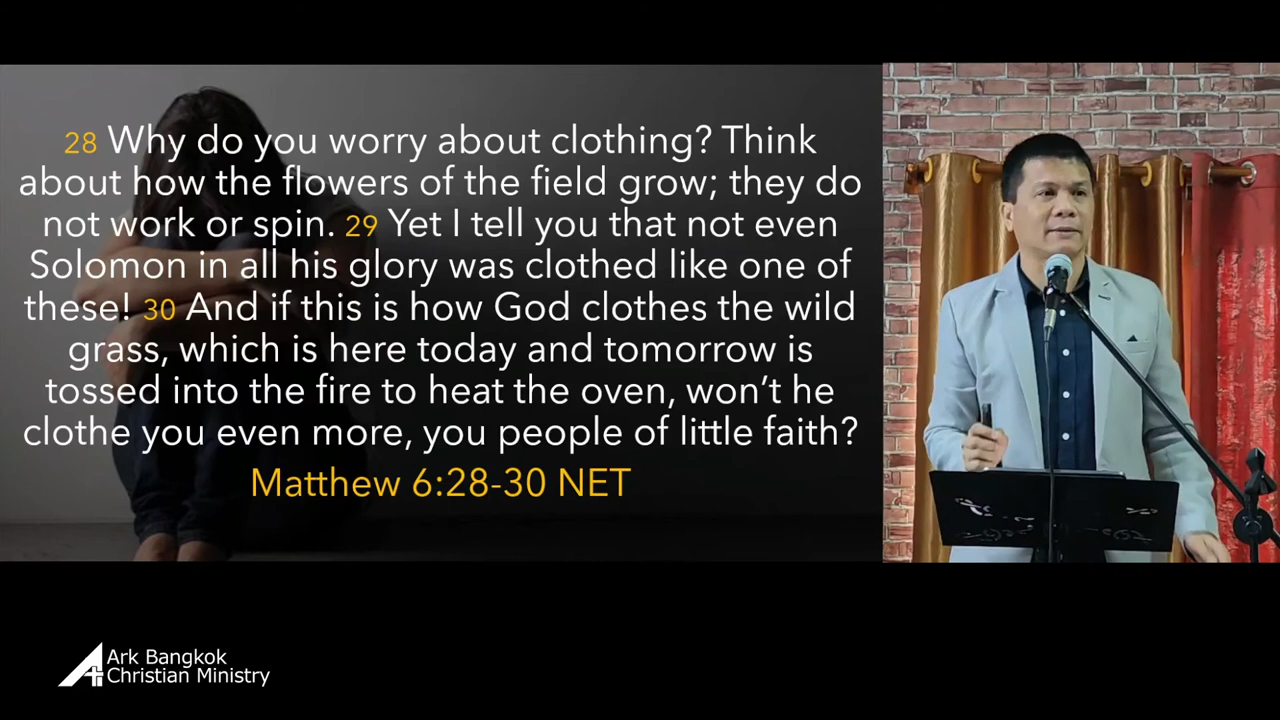 28 Why do you worry about clothing? Think
about how the flowers of the field grow; they do
not work or spin. 29 Yet I tell you that not even
Solomon in all his glory was clothed like one of
these! 30 And if this is how God clothes the wild
grass, which is here today and tomorrow is
tossed into the fire to heat the oven, won’t he
clothe you even more, you people of little faith?
Matthew 6:28-30 NET
Ark Bangkok
Christian Ministry